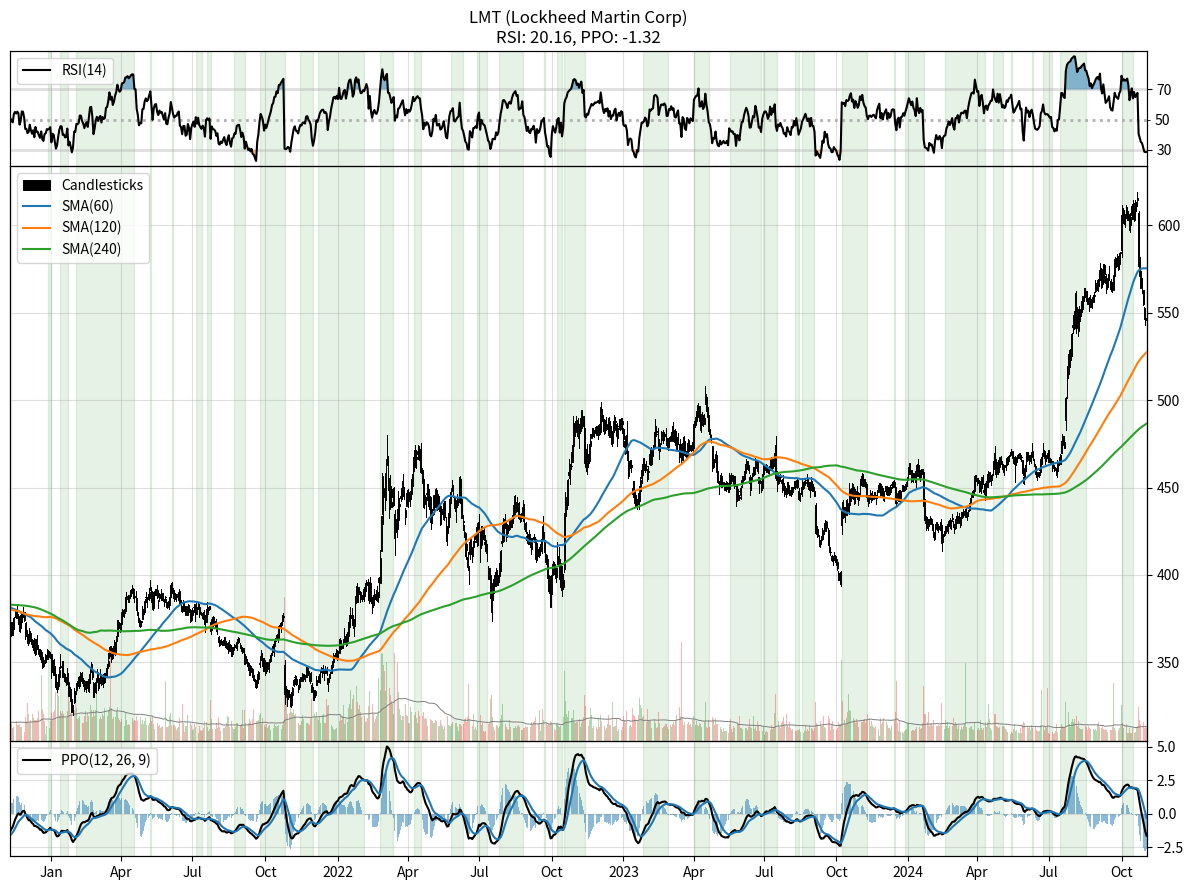 LMT (Lockheed Martin Corp)
RSI: 20.16, PPO: -1.32
RSI(14)
70
50
30
Candlesticks
SMA(60)
SMA(120)
SMA(240)
600
550
500
450
400
350
PPO(12, 26, 9)
5.0
2.5
0.0
−2.5
Jan Apr Jul Oct 2022 Apr Jul Oct 2023 Apr Jul Oct 2024 Apr Jul Oct